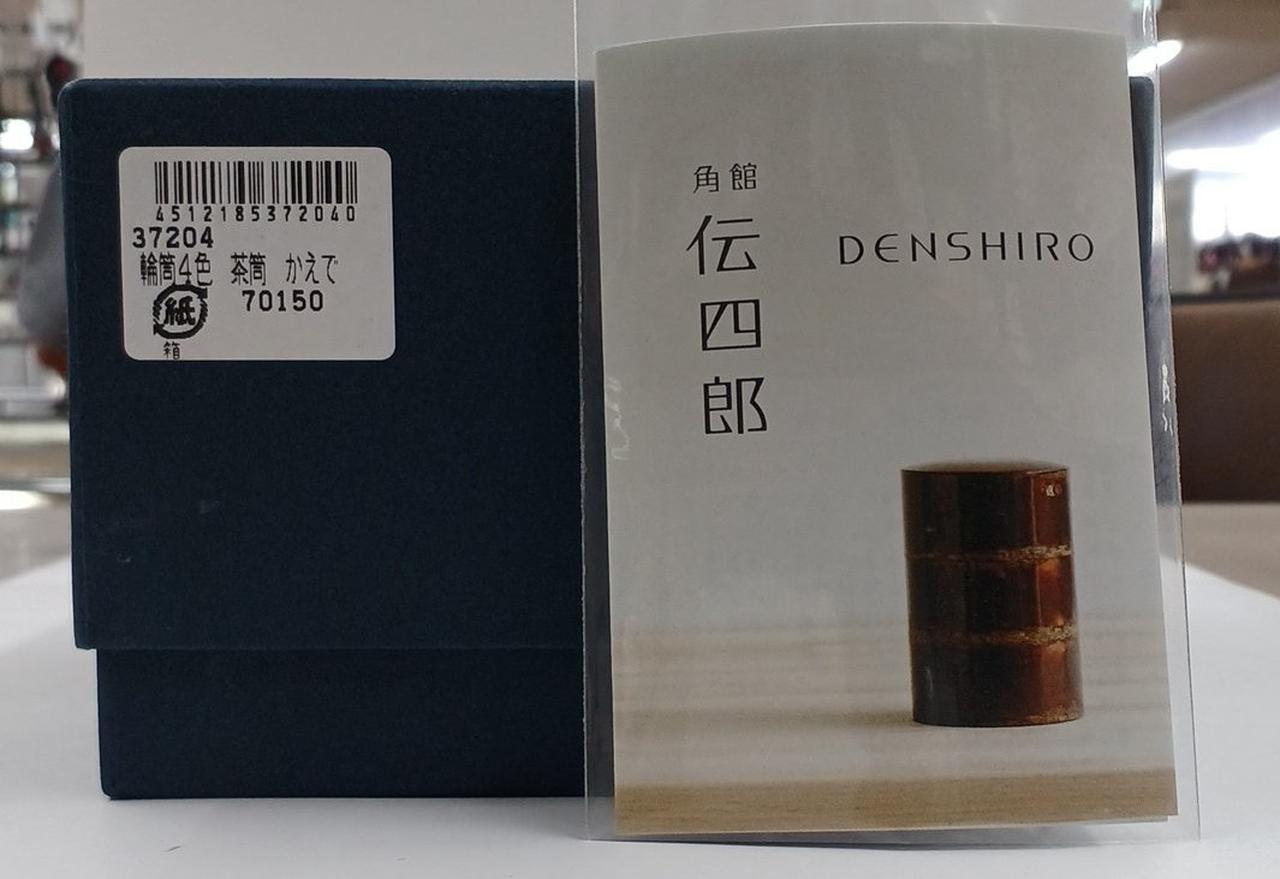 4512185372040
37204
輪筒4色 茶筒 かえで
紙 70150
箱
角館
伝四郎
DENSHIRO